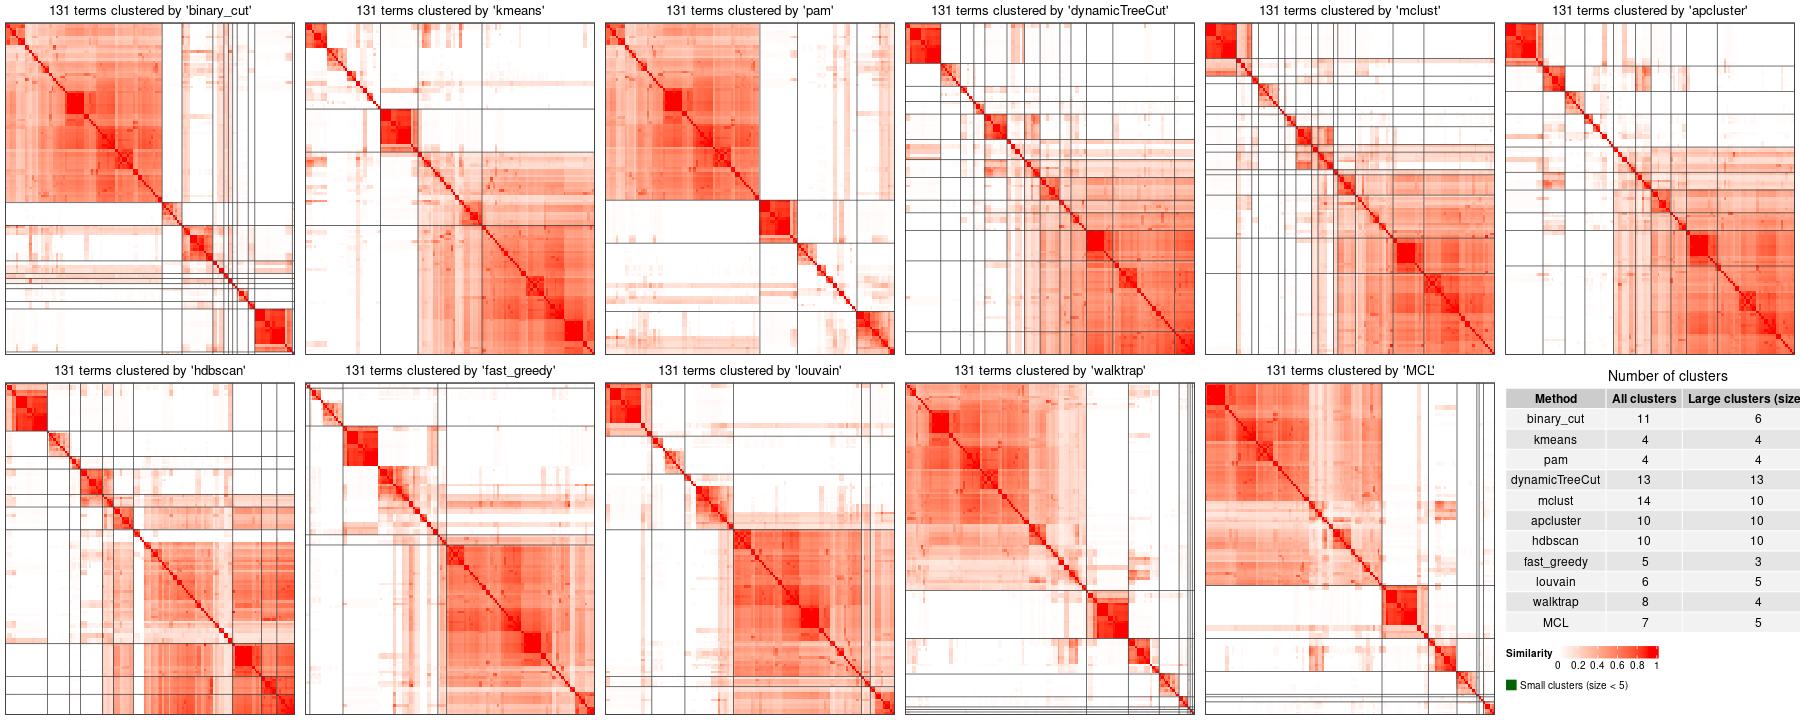 131 terms clustered by 'binary_cut'
131 terms clustered by 'kmeans'
131 terms clustered by 'pam'
131 terms clustered by 'dynamicTreeCut'
131 terms clustered by 'mclust'
131 terms clustered by 'apcluster'
131 terms clustered by 'hdbscan'
131 terms clustered by 'fast_greedy'
131 terms clustered by 'louvain'
131 terms clustered by 'walktrap'
131 terms clustered by 'MCL'
Number of clusters
Method All clusters Large clusters (size
binary_cut 11 6
kmeans 4 4
pam 4 4
dynamicTreeCut 13 13
mclust 14 10
apcluster 10 10
hdbscan 10 10
fast_greedy 5 3
louvain 6 5
walktrap 8 4
MCL 7 5
Similarity
0 0.2 0.4 0.6 0.8 1
Small clusters (size < 5)